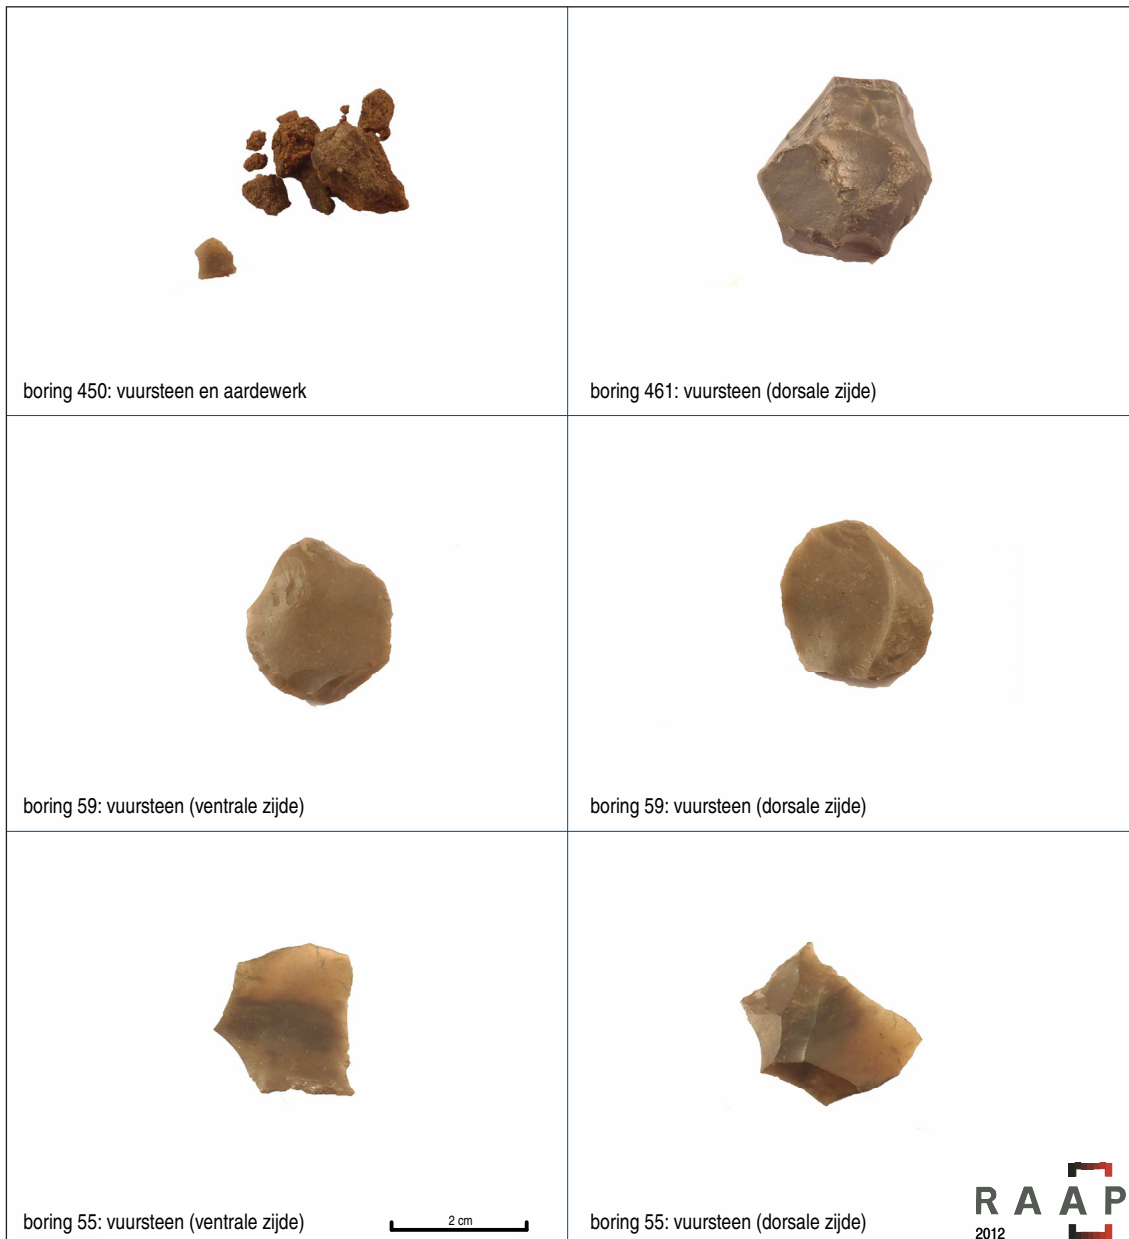 boring 450: vuursteen en aardewerk
boring 461: vuursteen (dorsale zijde)
boring 59: vuursteen (ventrale zijde)
boring 59: vuursteen (dorsale zijde)
boring 55: vuursteen (ventrale zijde)
2 cm
boring 55: vuursteen (dorsale zijde)
RAAP
2012